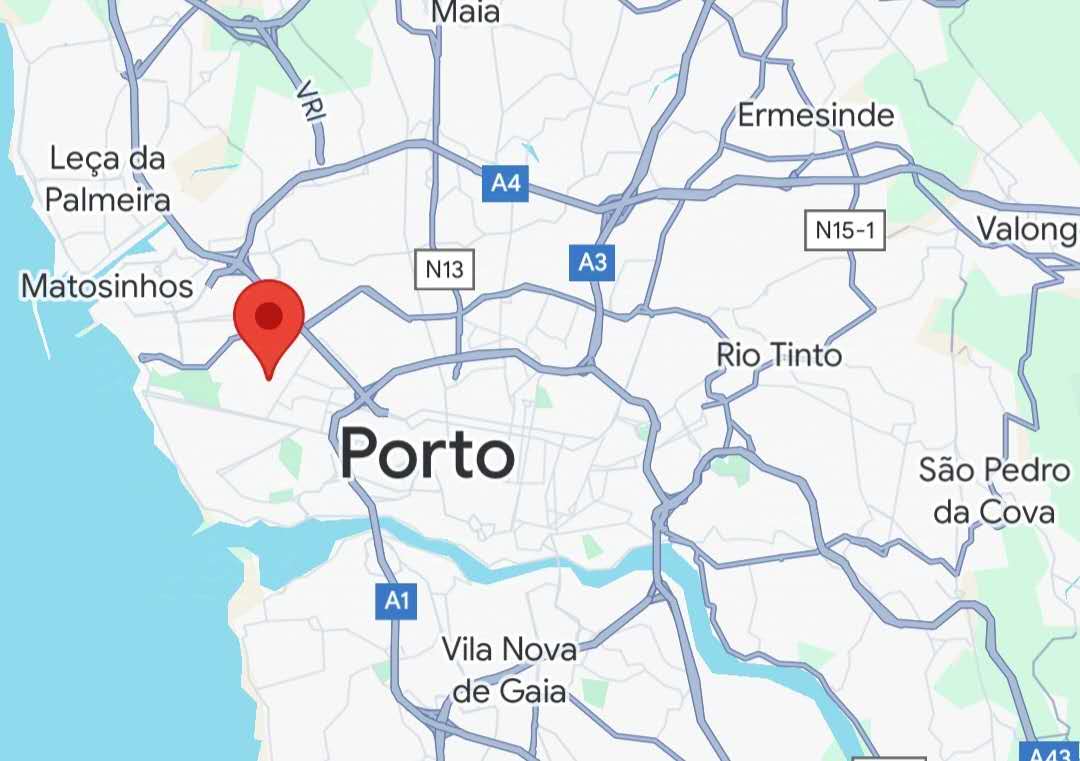 Maia
VRI
Ermesinde
Leça da
Palmeira
A4
N15-1
Valong
A3
N13
Matosinhos
Rio Tinto
Porto
São Pedro
da Cova
A1
Vila Nova
de Gaia
A43